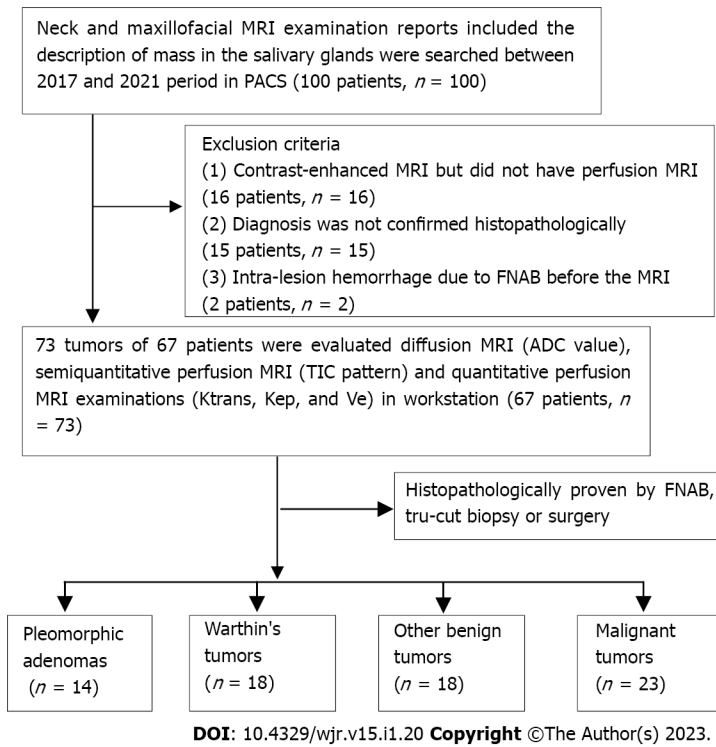 Neck and maxillofacial MRI examination reports included the
description of mass in the salivary glands were searched between
2017 and 2021 period in PACS (100 patients, n = 100)
Exclusion criteria
(1) Contrast-enhanced MRI but did not have perfusion MRI
(16 patients, n = 16)
(2) Diagnosis was not confirmed histopathologically
(15 patients, n = 15)
(3) Intra-lesion hemorrhage due to FNAB before the MRI
(2 patients, n = 2)
73 tumors of 67 patients were evaluated diffusion MRI (ADC value),
semiquantitative perfusion MRI (TIC pattern) and quantitative perfusion
MRI examinations (Ktrans, Kep, and Ve) in workstation (67 patients, n
= 73)
Histopathologically proven by FNAB,
tru-cut biopsy or surgery
Pleomorphic
adenomas
(n = 14)
Warthin's
tumors
(n = 18)
Other benign
tumors
(n = 18)
Malignant
tumors
(n = 23)
DOI: 10.4329/wjr.v15.i1.20 Copyright ©The Author(s) 2023.